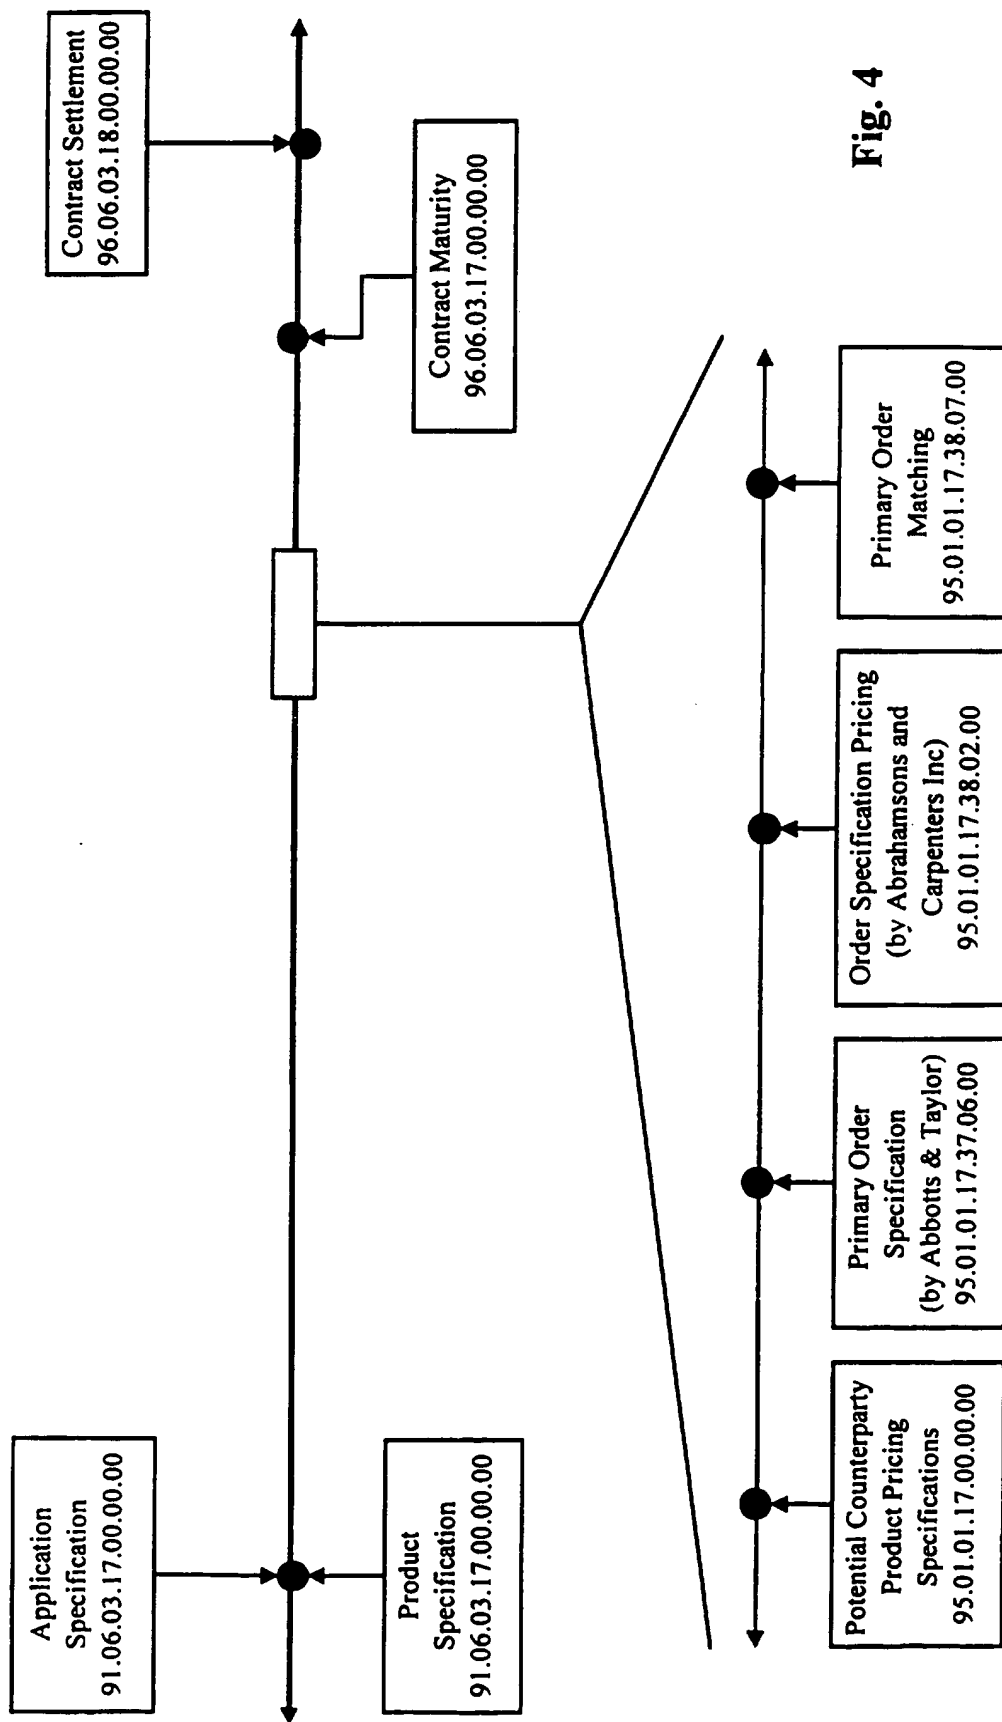 Application
Specification
91.06.03.17.00.00.00
Product
Specification
91.06.03.17.00.00.00
Contract Settlement
96.06.03.18.00.00.00
Contract Maturity
96.06.03.17.00.00.00
Potential Counterparty
Product Pricing
Specifications
95.01.01.17.00.00.00
Primary Order
Specification
(by Abbotts & Taylor)
95.01.01.17.37.06.00
Order Specification Pricing
(by Abrahamsons and
Carpenters Inc)
95.01.01.17.38.02.00
Primary Order
Matching
95.01.01.17.38.07.00
Fig. 4